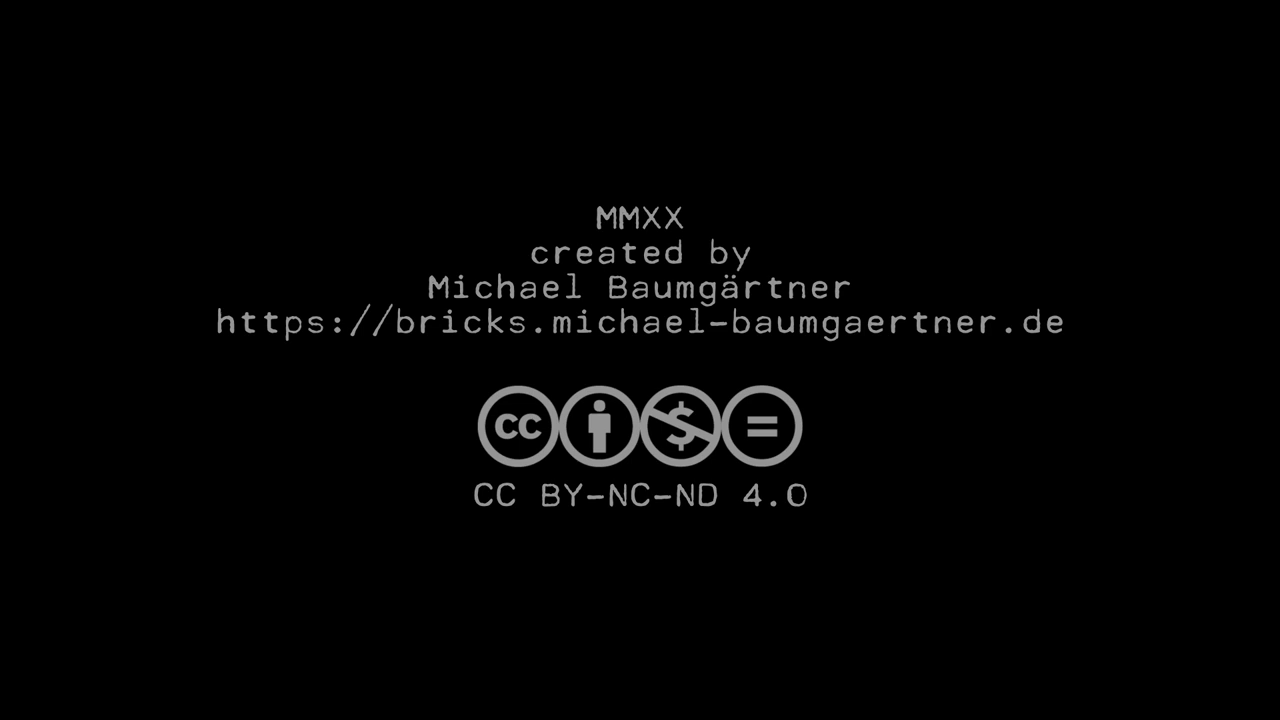 MMXX
created by
Michael Baumgärtner
https://bricks.michael-baumgaertner.de
CC BY-NC-ND 4.0